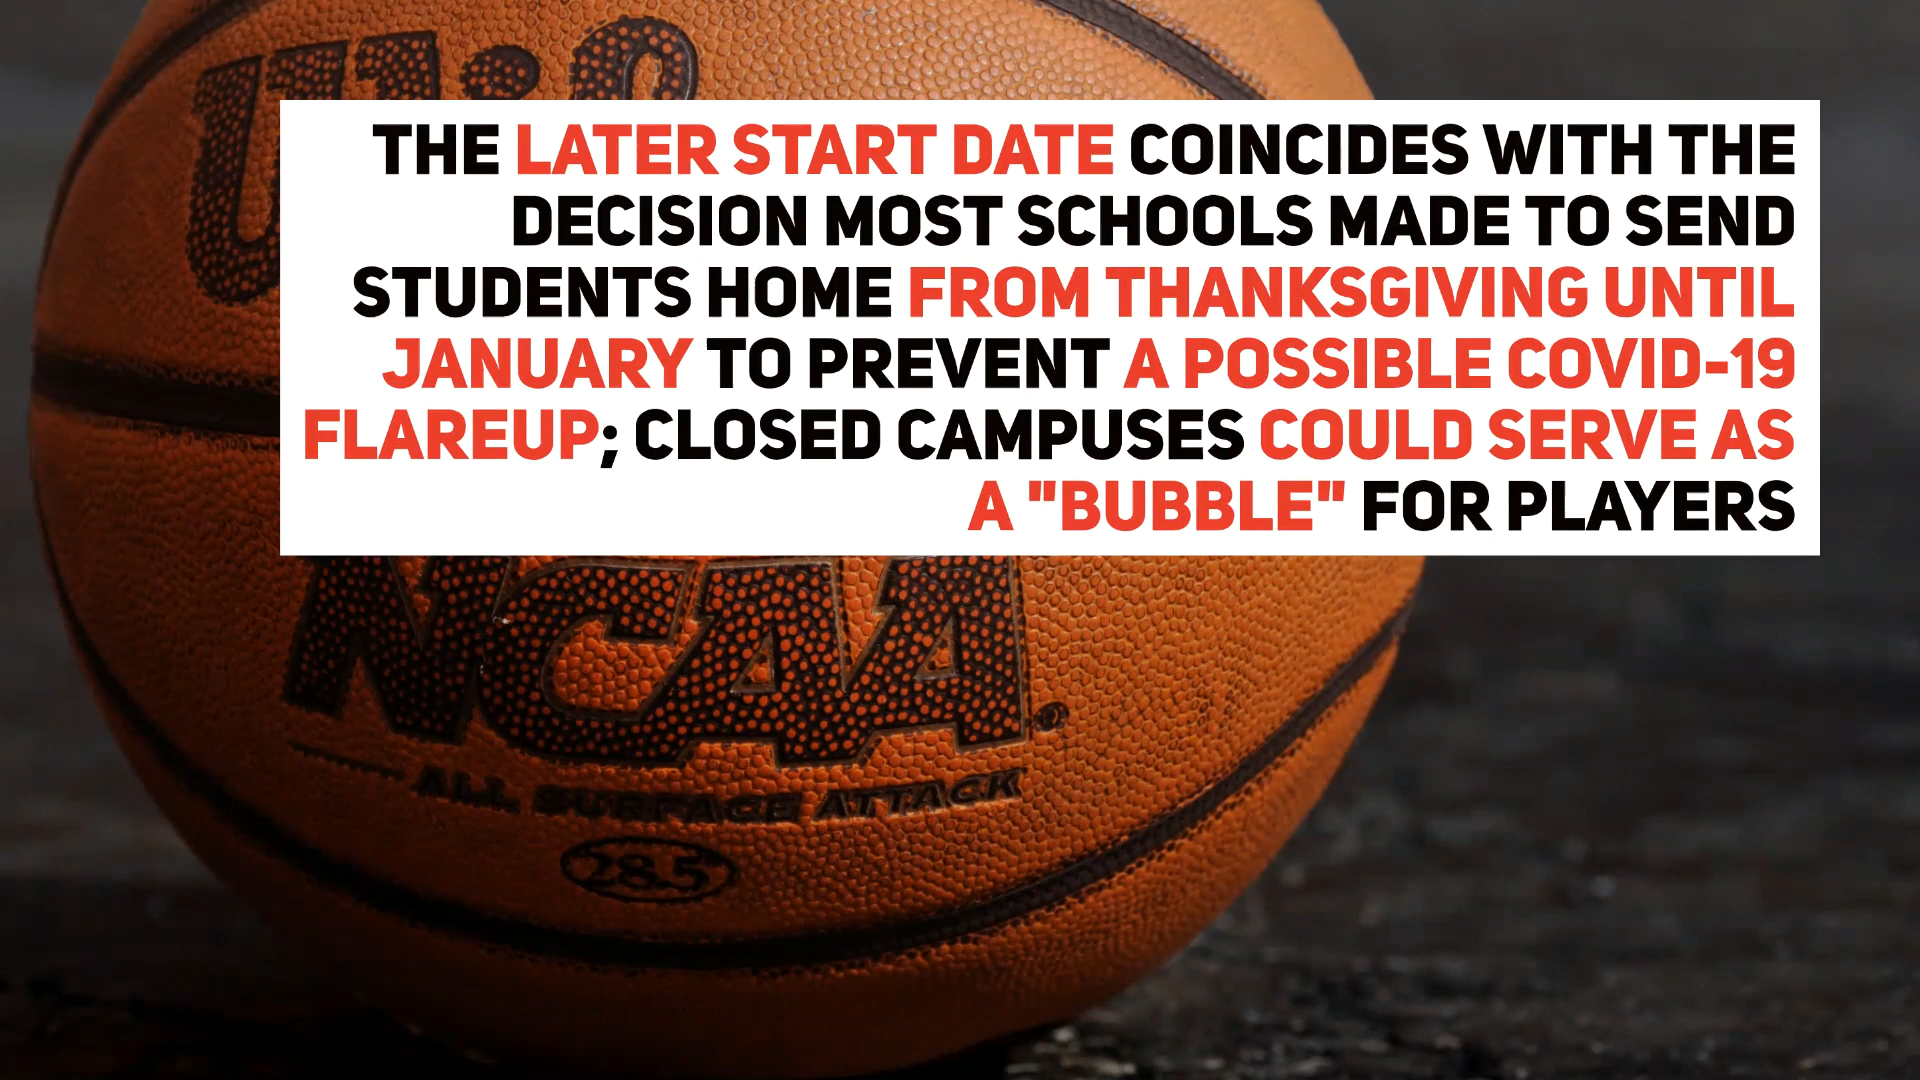 THE LATER START DATE COINCIDES WITH THE
DECISION MOST SCHOOLS MADE TO SEND
STUDENTS HOME FROM THANKSGIVING UNTIL
JANUARY TO PREVENT A POSSIBLE COVID-19
FLAREUP; CLOSED CAMPUSES COULD SERVE AS
A "BUBBLE" FOR PLAYERS
NCAA®
ALL SURFACE ATTACK
28.5